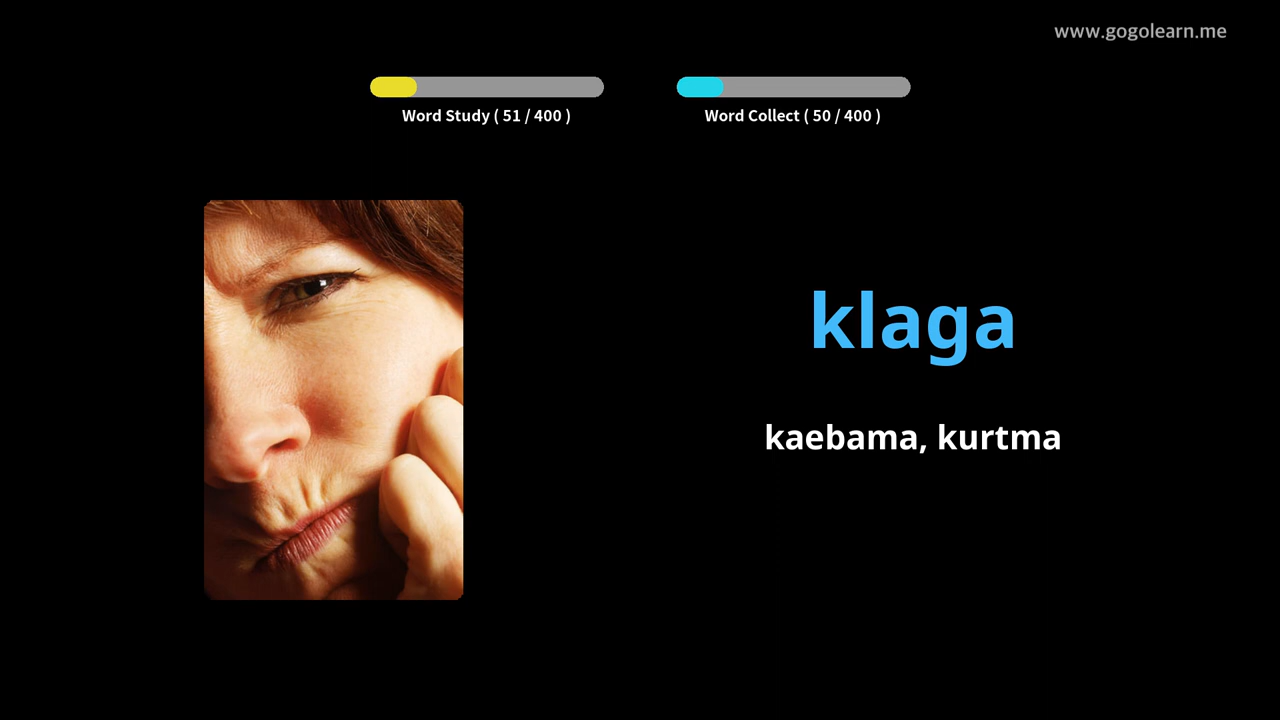 www.gogolearn.me
Word Study ( 51 / 400 )
Word Collect ( 50 / 400 )
klaga
kaebama, kurtma